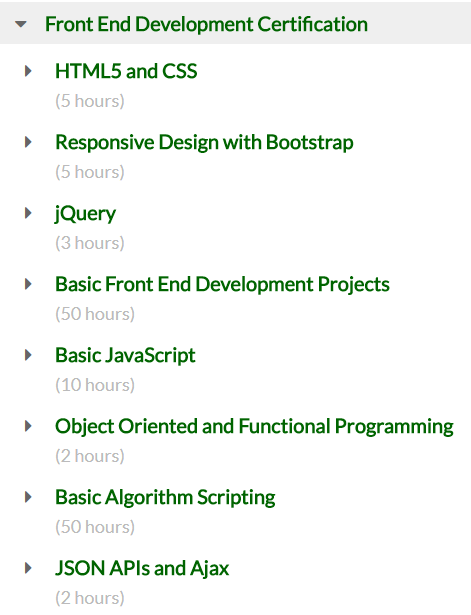 Front End Development Certification
HTML5 and CSS
(5 hours)
Responsive Design with Bootstrap
(5 hours)
jQuery
(3 hours)
Basic Front End Development Projects
(50 hours)
Basic JavaScript
(10 hours)
Object Oriented and Functional Programming
(2 hours)
Basic Algorithm Scripting
(50 hours)
JSON APIs and Ajax
(2 hours)